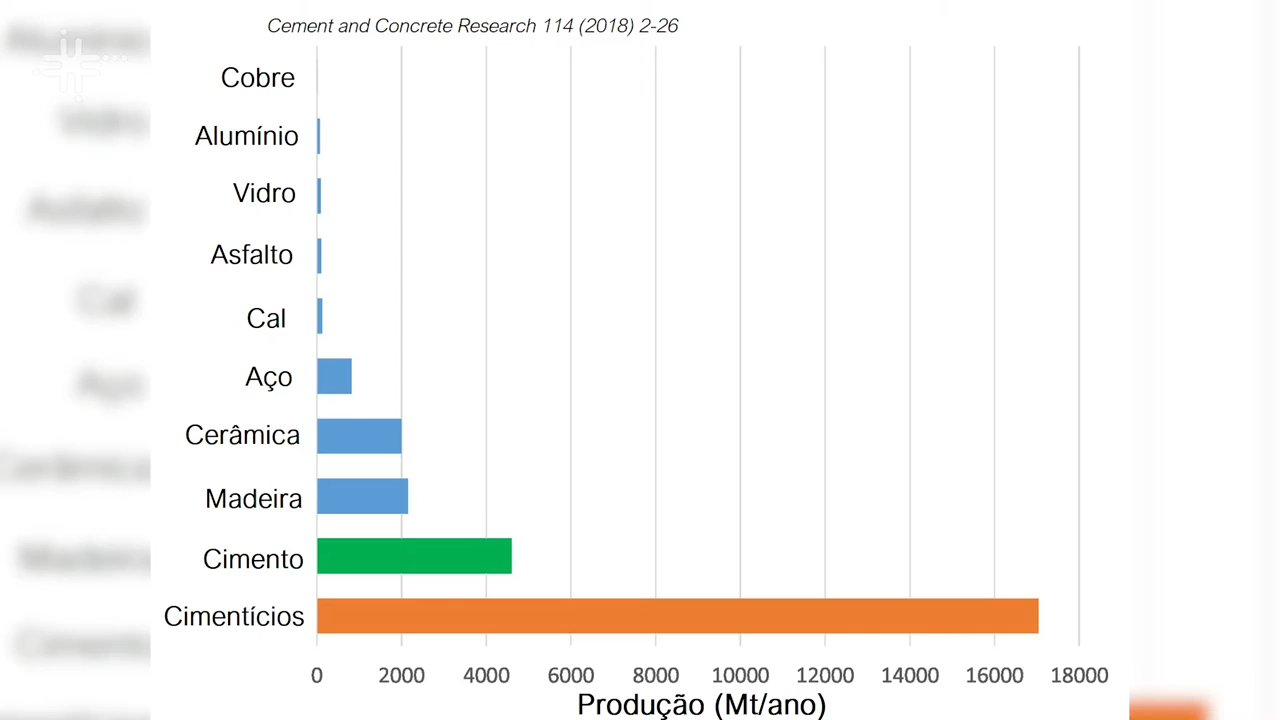 Cement and Concrete Research 114 (2018) 2-26
Cobre
Alumínio
Vidro
Asfalto
Cal
Aço
Cerâmica
Madeira
Cimento
Cimentícios
0 2000 4000 6000 8000 10000 12000 14000 16000 18000
Produção (Mt/ano)